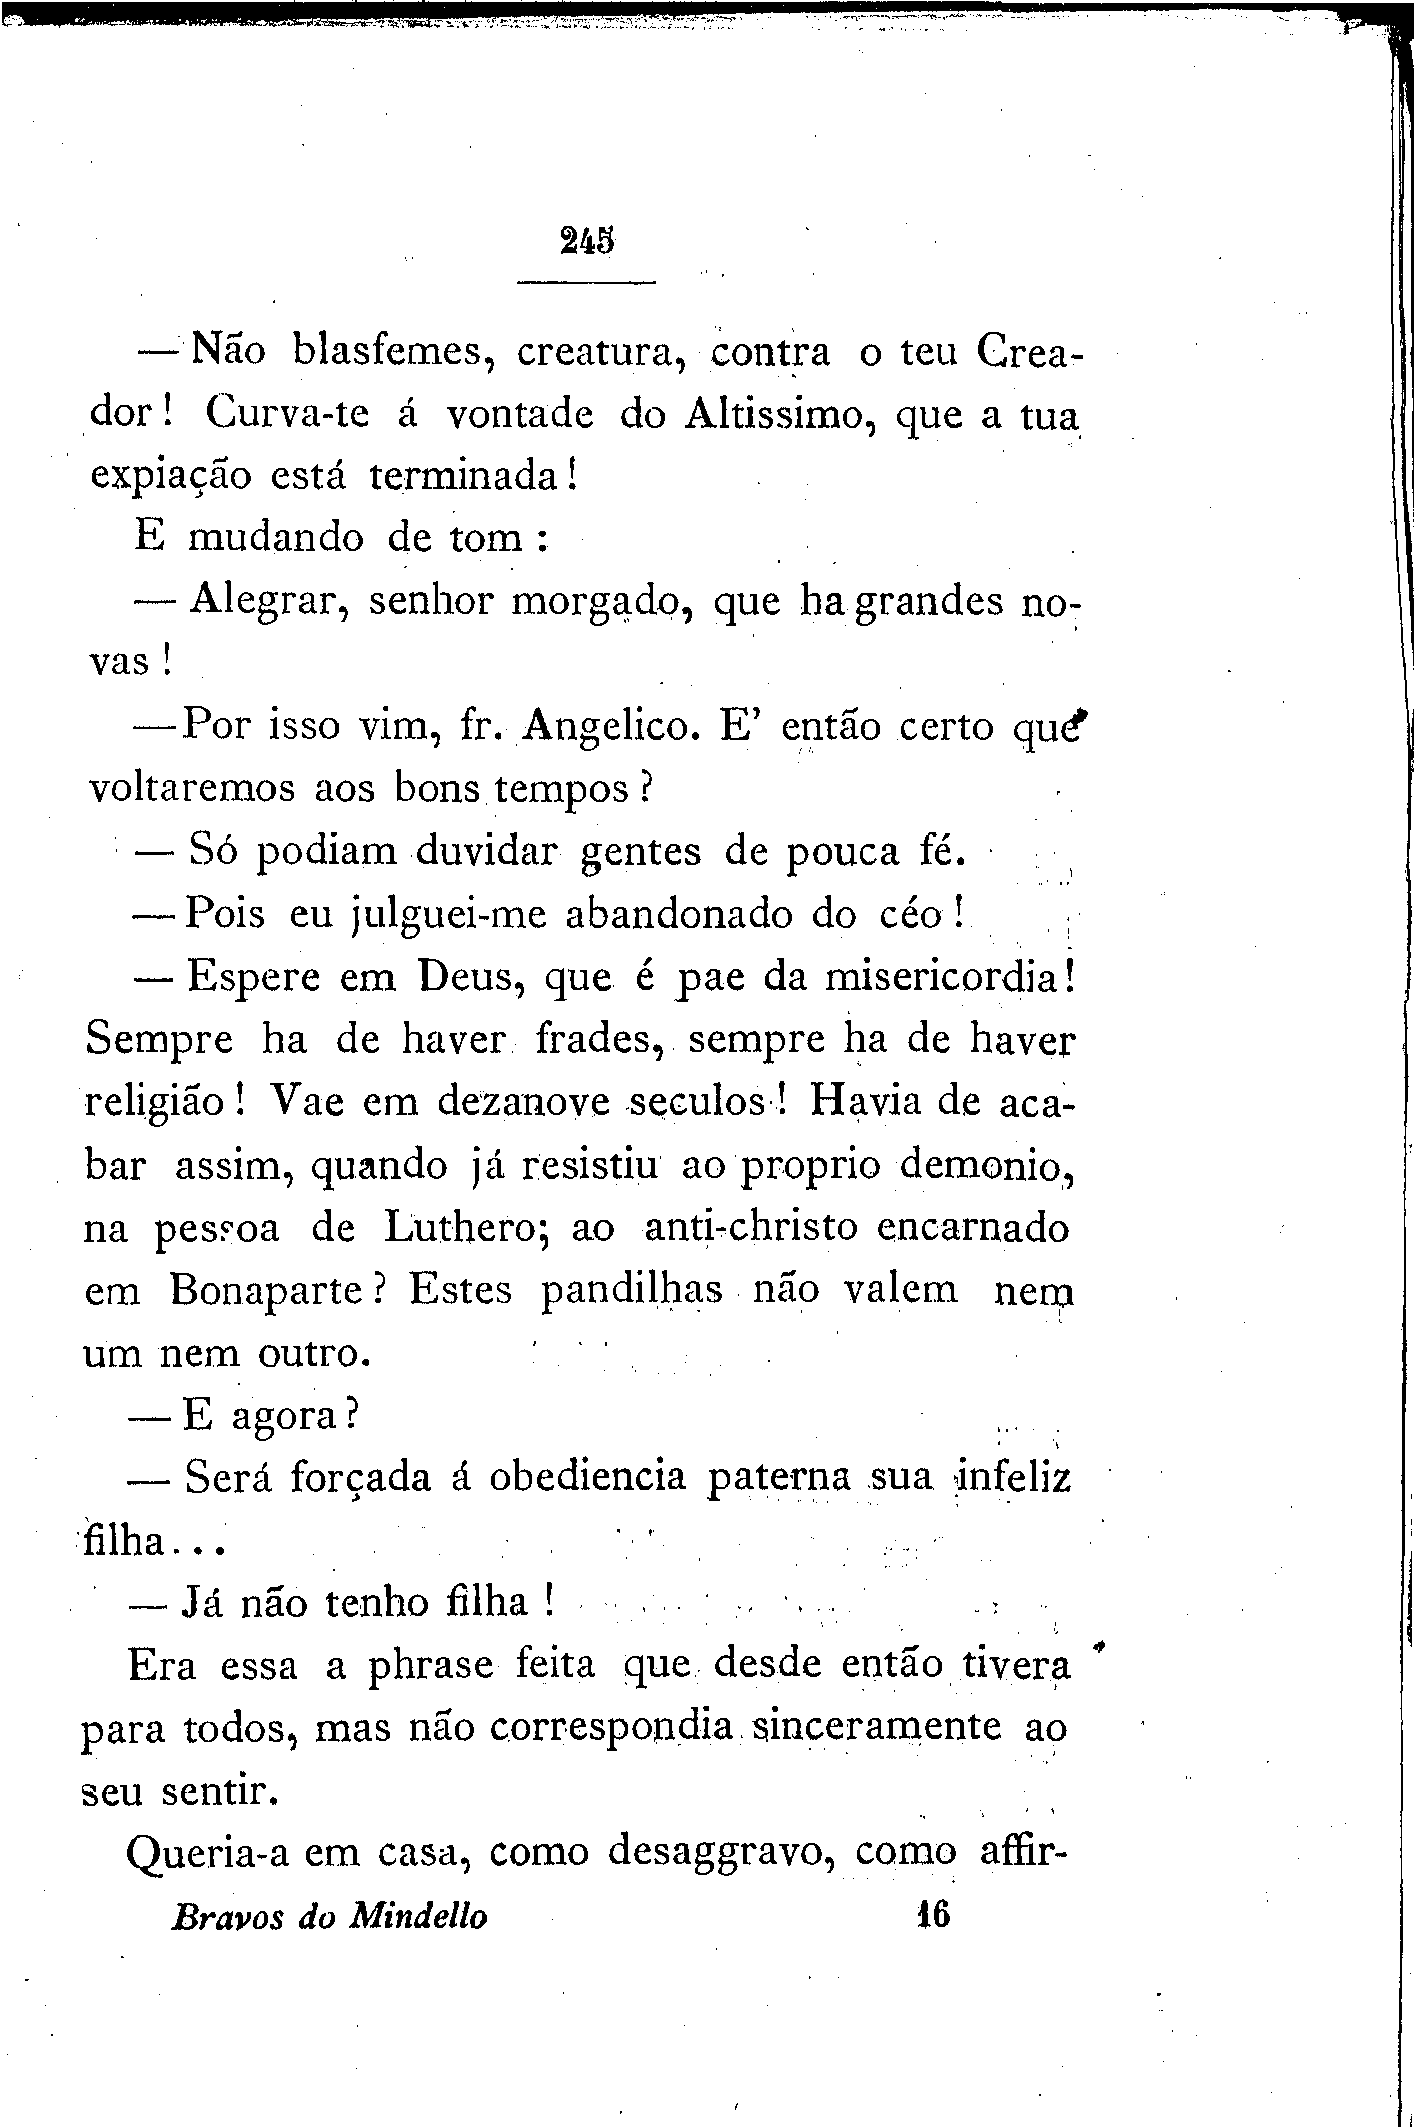 245
— Não blasfemes, creatura, contra o teu Crea-
dor! Curva-te á vontade do Altissimo, que a tua
expiação está terminada!
E mudando de tom :
— Alegrar, senhor morgado, que ha grandes no-
vas !
—Por isso vim, fr. Angelico. E' então certo que
voltaremos aos bons tempos ?
— Só podiam duvidar gentes de pouca fé.
— Pois eu julguei-me abandonado do céo !
— Espere em Deus, que é pae da misericordia!
Sempre ha de haver frades, sempre ha de haver
religião ! Vae em dezanove seculos ! Havia de aca-
bar assim, quando já resistiu ao proprio demonio,
na pessoa de Luthero; ao anti-christo encarnado
em Bonaparte ? Estes pandilhas não valem nem
um nem outro.
— E agora ?
— Será forçada á obediencia paterna sua infeliz
filha...
— Já não tenho filha !
Era essa a phrase feita que desde então tivera
para todos, mas não correspondia sinceramente ao
seu sentir.
Queria-a em casa, como desaggravo, como affir-
Bravos do Mindello 16